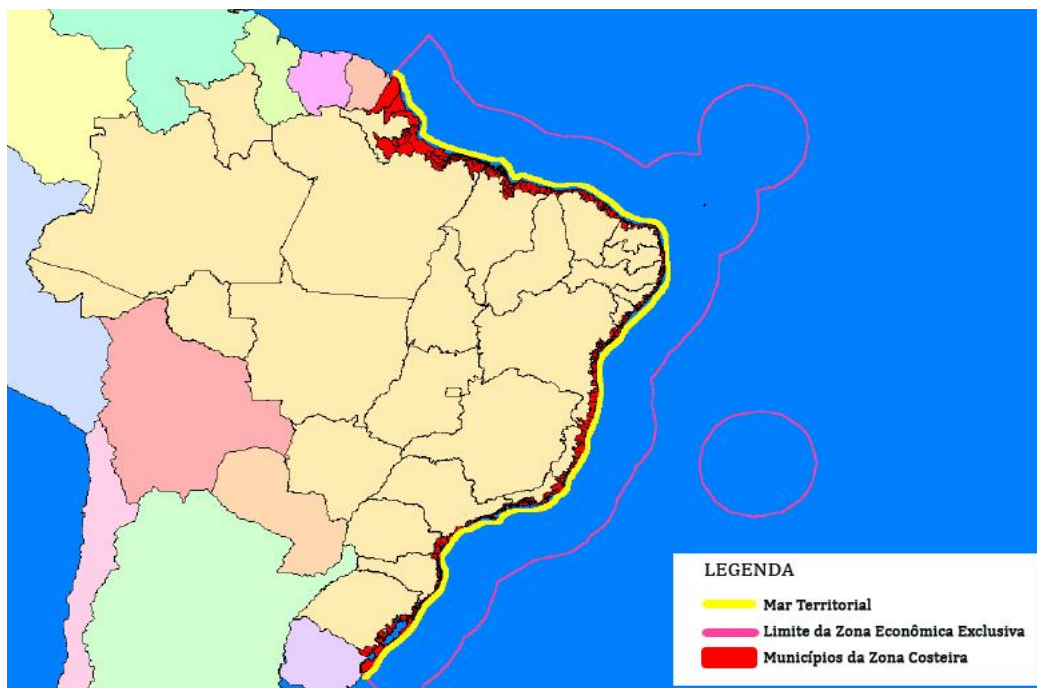 LEGENDA
Mar Territorial
Limite da Zona Econômica Exclusiva
Municípios da Zona Costeira